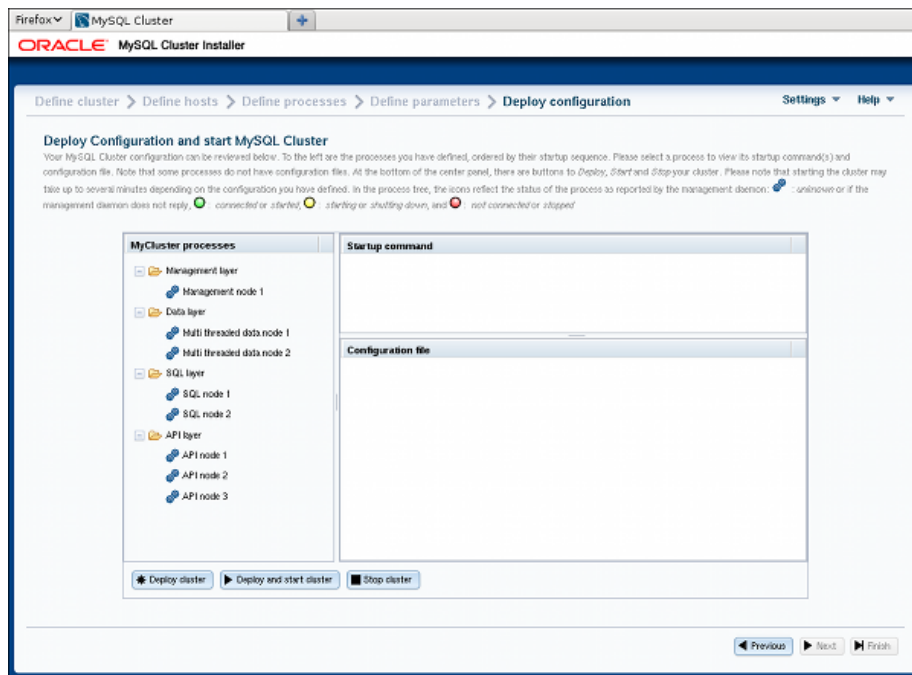 Firefox MySQL Cluster
ORACLE MySQL Cluster Installer
Define cluster Define hosts Define processes Define parameters Deploy configuration Settings Help
Deploy Configuration and start MySQL Cluster
Your MySQL Cluster configuration can be reviewed below. To the left are the processes you have defined, ordered by their startup sequence. Please select a process to view its startup command(s) and
configuration file. Note that some processes do not have configuration files. At the bottom of the center panel, there are buttons to Deploy, Start and Stop your cluster. Please note that starting the cluster may
take up to several minutes depending on the configuration you have defined. In the process tree, the icons reflect the status of the process as reported by the management daemon: : unknown or if the
management daemon does not reply, : connected or started, : starting or shutting down, and : not connected or stopped
MyCluster processes
Startup command
Management layer
Management node 1
Data layer
Multi threaded data node 1
Multi threaded data node 2
Configuration file
SQL layer
SQL node 1
SQL node 2
API layer
API node 1
API node 2
API node 3
Deploy cluster Deploy and start cluster Stop cluster
Previous Next Finish